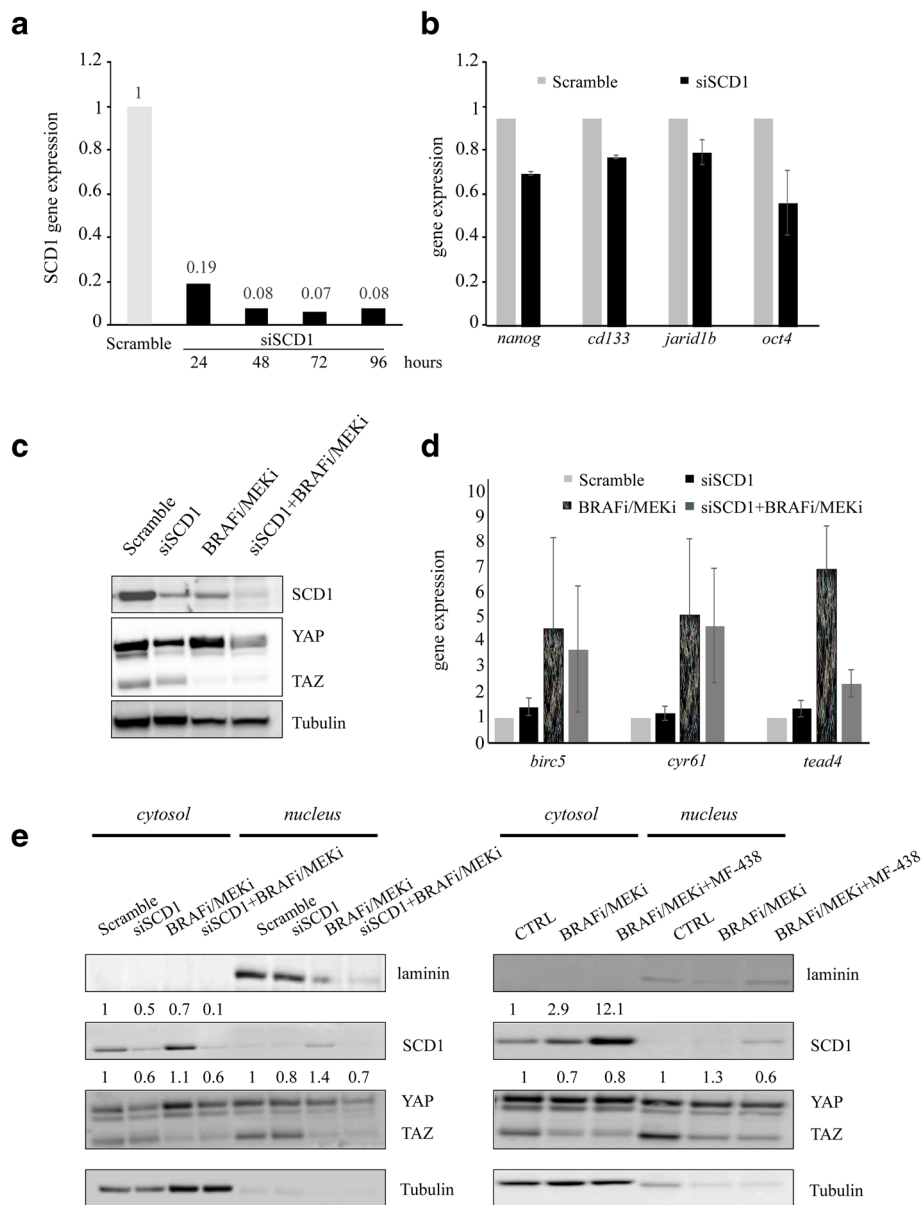 a
SCD1 gene expression
1.2
1
0.8
0.6
0.4
0.2
0
1
0.19
0.08
0.07
0.08
Scramble
siSCD1
24 48 72 96 hours
b
gene expression
1.2
1
0.8
0.6
0.4
0.2
0
Scramble siSCD1
nanog cd133 jarid1b oct4
c
Scramble
siSCD1
BRAFi/MEKi
siSCD1+BRAFi/MEKi
SCD1
YAP
TAZ
Tubulin
d
gene expression
10
9
8
7
6
5
4
3
2
1
0
Scramble siSCD1
BRAFi/MEKi siSCD1+BRAFi/MEKi
birc5 cyr61 tead4
e
cytosol nucleus
Scramble
siSCD1
BRAFi/MEKi
siSCD1+BRAFi/MEKi
Scramble
siSCD1
BRAFi/MEKi
siSCD1+BRAFi/MEKi
laminin
1 0.5 0.7 0.1
SCD1
1 0.6 1.1 0.6 1 0.8 1.4 0.7
YAP
TAZ
Tubulin
cytosol nucleus
CTRL
BRAFi/MEKi
BRAFi/MEKi+MF-438
CTRL
BRAFi/MEKi
BRAFi/MEKi+MF-438
laminin
1 2.9 12.1
SCD1
1 0.7 0.8 1 1.3 0.6
YAP
TAZ
Tubulin